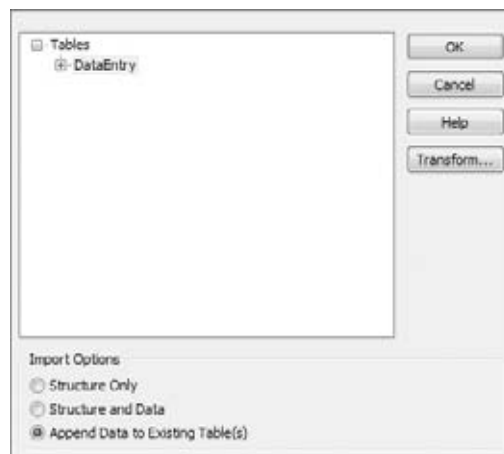 Tables
DataEntry
OK
Cancel
Help
Transform...
Import Options
Structure Only
Structure and Data
Append Data to Existing Table(s)